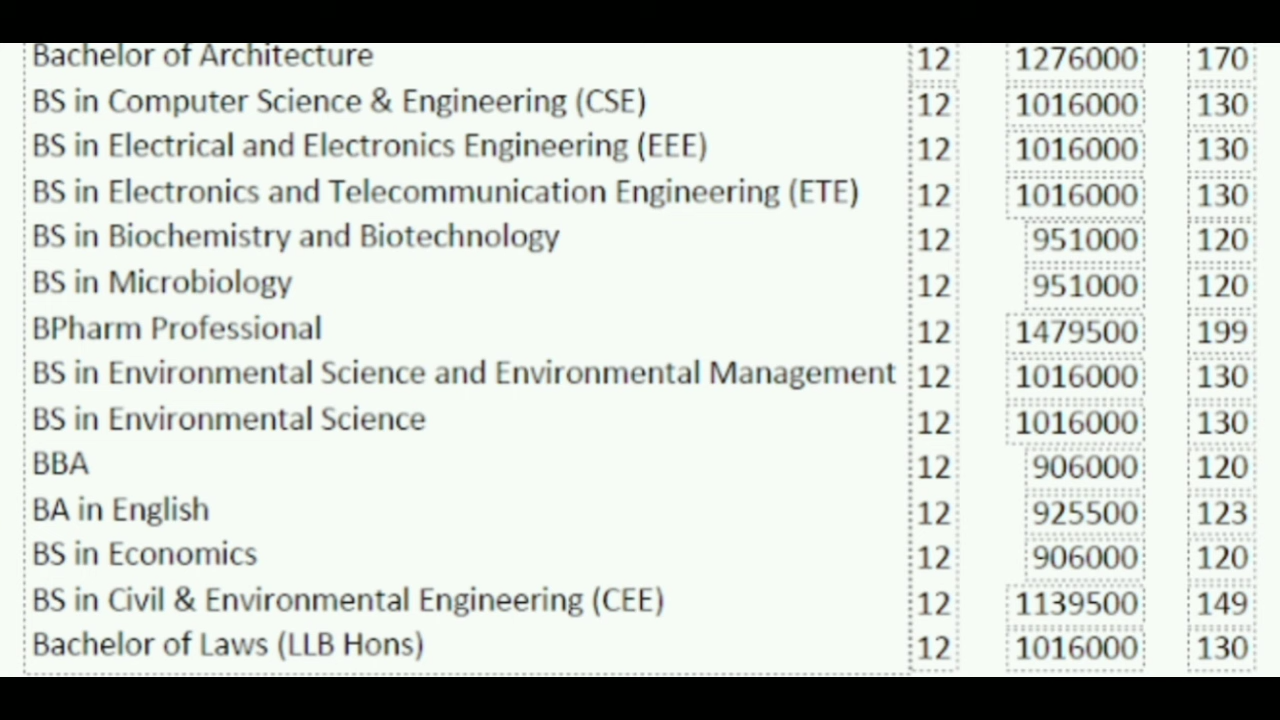 Bachelor of Architecture 12 1276000 170
BS in Computer Science & Engineering (CSE) 12 1016000 130
BS in Electrical and Electronics Engineering (EEE) 12 1016000 130
BS in Electronics and Telecommunication Engineering (ETE) 12 1016000 130
BS in Biochemistry and Biotechnology 12 951000 120
BS in Microbiology 12 951000 120
BPharm Professional 12 1479500 199
BS in Environmental Science and Environmental Management 12 1016000 130
BS in Environmental Science 12 1016000 130
BBA 12 906000 120
BA in English 12 925500 123
BS in Economics 12 906000 120
BS in Civil & Environmental Engineering (CEE) 12 1139500 149
Bachelor of Laws (LLB Hons) 12 1016000 130